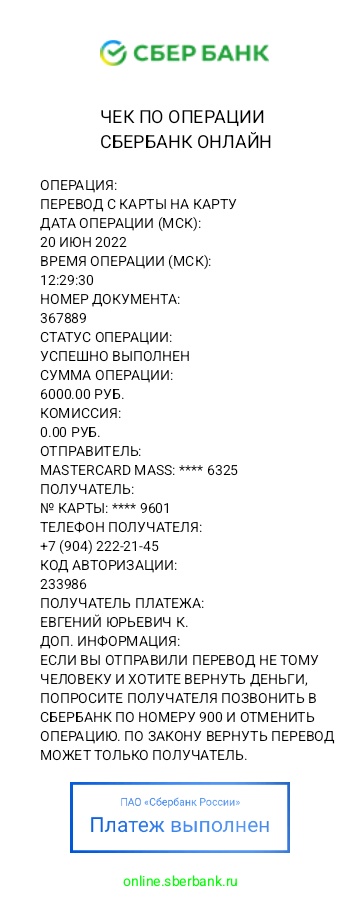 СБЕР БАНК
ЧЕК ПО ОПЕРАЦИИ
СБЕРБАНК ОНЛАЙН
ОПЕРАЦИЯ:
ПЕРЕВОД С КАРТЫ НА КАРТУ
ДАТА ОПЕРАЦИИ (МСК):
20 ИЮН 2022
ВРЕМЯ ОПЕРАЦИИ (МСК):
12:29:30
НОМЕР ДОКУМЕНТА:
367889
СТАТУС ОПЕРАЦИИ:
УСПЕШНО ВЫПОЛНЕН
СУММА ОПЕРАЦИИ:
6000.00 РУБ.
КОМИССИЯ:
0.00 РУБ.
ОТПРАВИТЕЛЬ:
MASTERCARD MASS: **** 6325
ПОЛУЧАТЕЛЬ:
№ КАРТЫ: **** 9601
ТЕЛЕФОН ПОЛУЧАТЕЛЯ:
+7 (904) 222-21-45
КОД АВТОРИЗАЦИИ:
233986
ПОЛУЧАТЕЛЬ ПЛАТЕЖА:
ЕВГЕНИЙ ЮРЬЕВИЧ К.
ДОП. ИНФОРМАЦИЯ:
ЕСЛИ ВЫ ОТПРАВИЛИ ПЕРЕВОД НЕ ТОМУ
ЧЕЛОВЕКУ И ХОТИТЕ ВЕРНУТЬ ДЕНЬГИ,
ПОПРОСИТЕ ПОЛУЧАТЕЛЯ ПОЗВОНИТЬ В
СБЕРБАНК ПО НОМЕРУ 900 И ОТМЕНИТЬ
ОПЕРАЦИЮ. ПО ЗАКОНУ ВЕРНУТЬ ПЕРЕВОД
МОЖЕТ ТОЛЬКО ПОЛУЧАТЕЛЬ.
ПАО «Сбербанк России»
Платеж выполнен
online.sberbank.ru